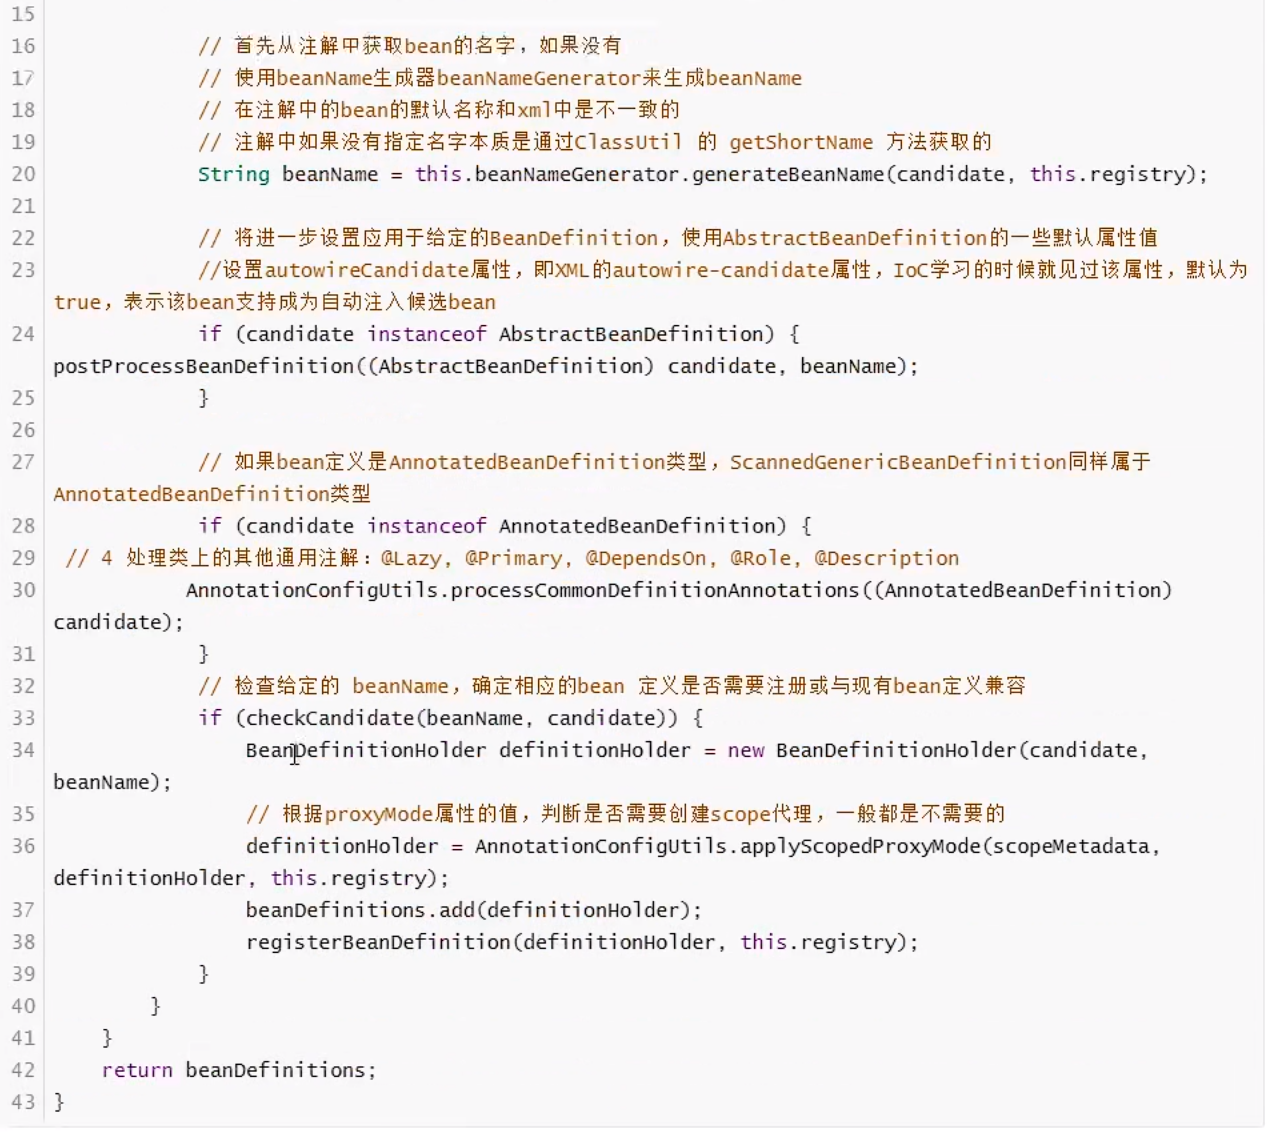 15
16 // 首先从注解中获取bean的名字，如果没有
17 // 使用beanName生成器beanNameGenerator来生成beanName
18 // 在注解中的bean的默认名称和xml中是不一致的
19 // 注解中如果没有指定名字本质是通过ClassUtil 的 getShortName 方法获取的
20 String beanName = this.beanNameGenerator.generateBeanName(candidate, this.registry);
21
22 // 将进一步设置应用于给定的BeanDefinition，使用AbstractBeanDefinition的一些默认属性值
23 //设置autowireCandidate属性，即XML的autowire-candidate属性，IoC学习的时候就见过该属性，默认为
true，表示该bean支持成为自动注入候选bean
24 if (candidate instanceof AbstractBeanDefinition) {
postProcessBeanDefinition((AbstractBeanDefinition) candidate, beanName);
25 }
26
27 // 如果bean定义是AnnotatedBeanDefinition类型，ScannedGenericBeanDefinition同样属于
AnnotatedBeanDefinition类型
28 if (candidate instanceof AnnotatedBeanDefinition) {
29 // 4 处理类上的其他通用注解：@Lazy, @Primary, @DependsOn, @Role, @Description
30 AnnotationConfigUtils.processCommonDefinitionAnnotations((AnnotatedBeanDefinition)
candidate);
31 }
32 // 检查给定的 beanName，确定相应的bean 定义是否需要注册或与现有bean定义兼容
33 if (checkCandidate(beanName, candidate)) {
34 BeanDefinitionHolder definitionHolder = new BeanDefinitionHolder(candidate,
beanName);
35 // 根据proxyMode属性的值，判断是否需要创建scope代理，一般都是不需要的
36 definitionHolder = AnnotationConfigUtils.applyScopedProxyMode(scopeMetadata,
definitionHolder, this.registry);
37 beanDefinitions.add(definitionHolder);
38 registerBeanDefinition(definitionHolder, this.registry);
39 }
40 }
41 }
42 return beanDefinitions;
43 }